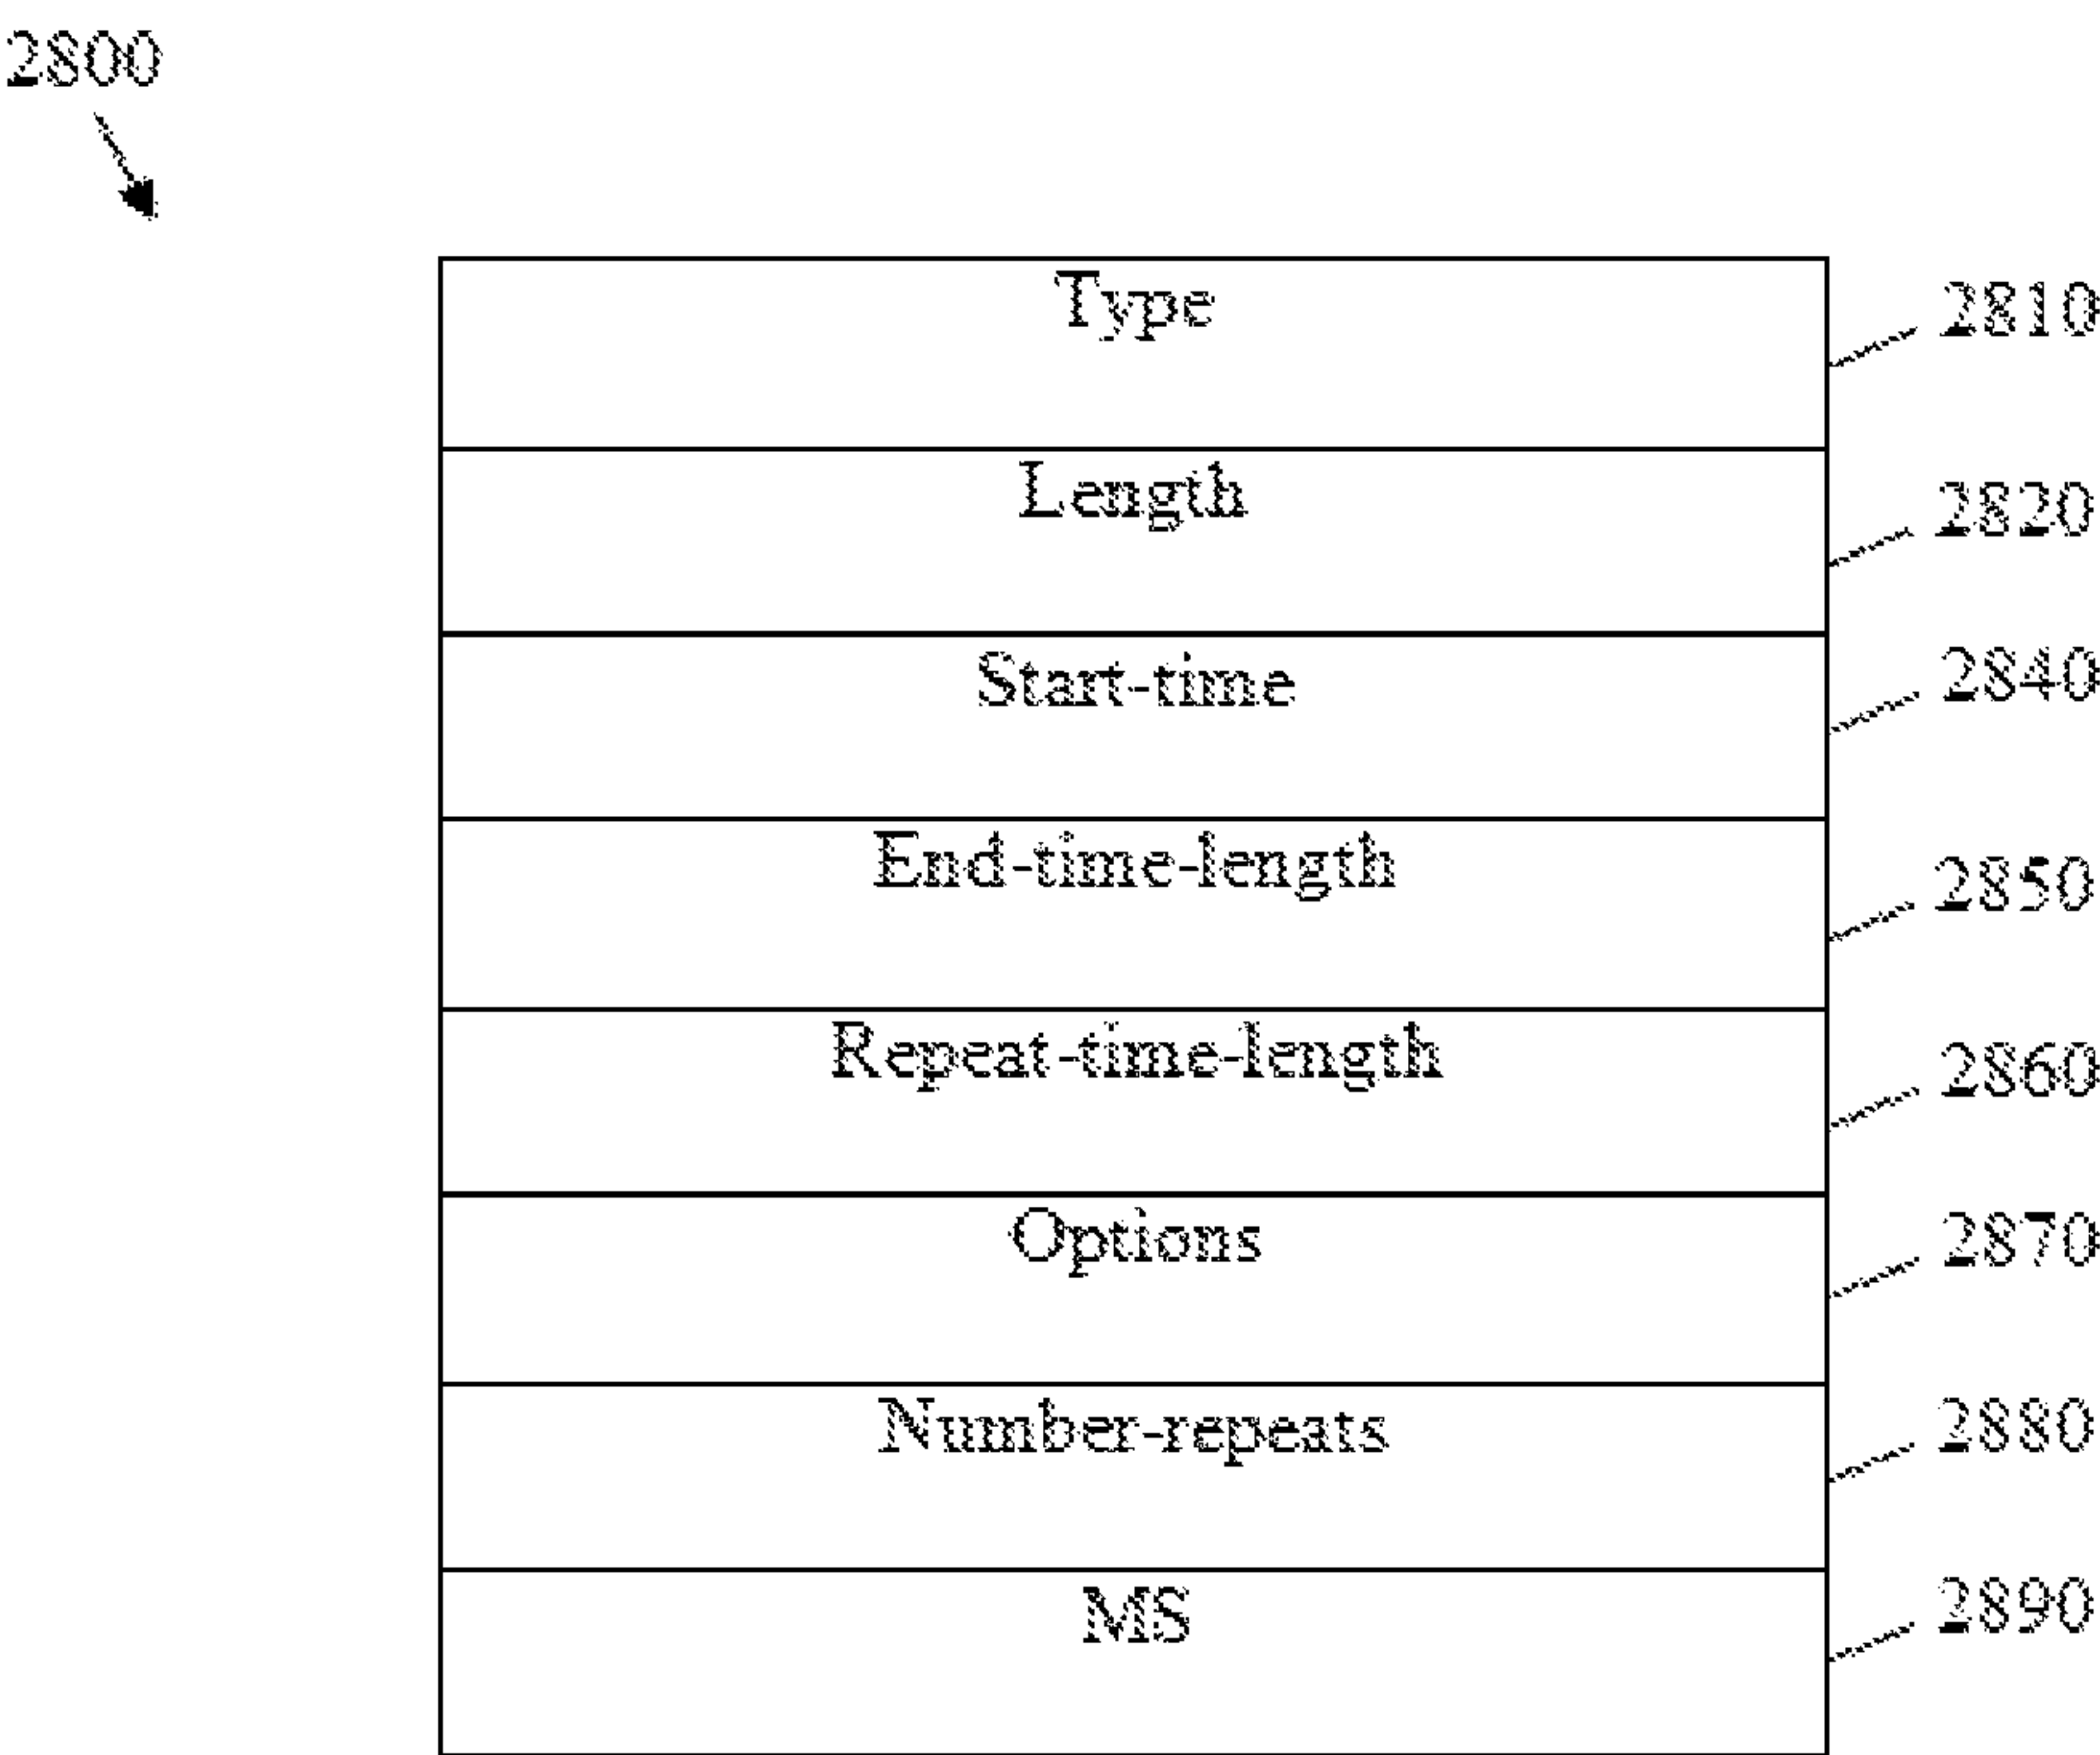 2800
Type
2810
Length
2820
Start-time
2840
End-time-length
2850
Repeat-time-length
2860
Options
2870
Number-repeats
2880
MS
2890